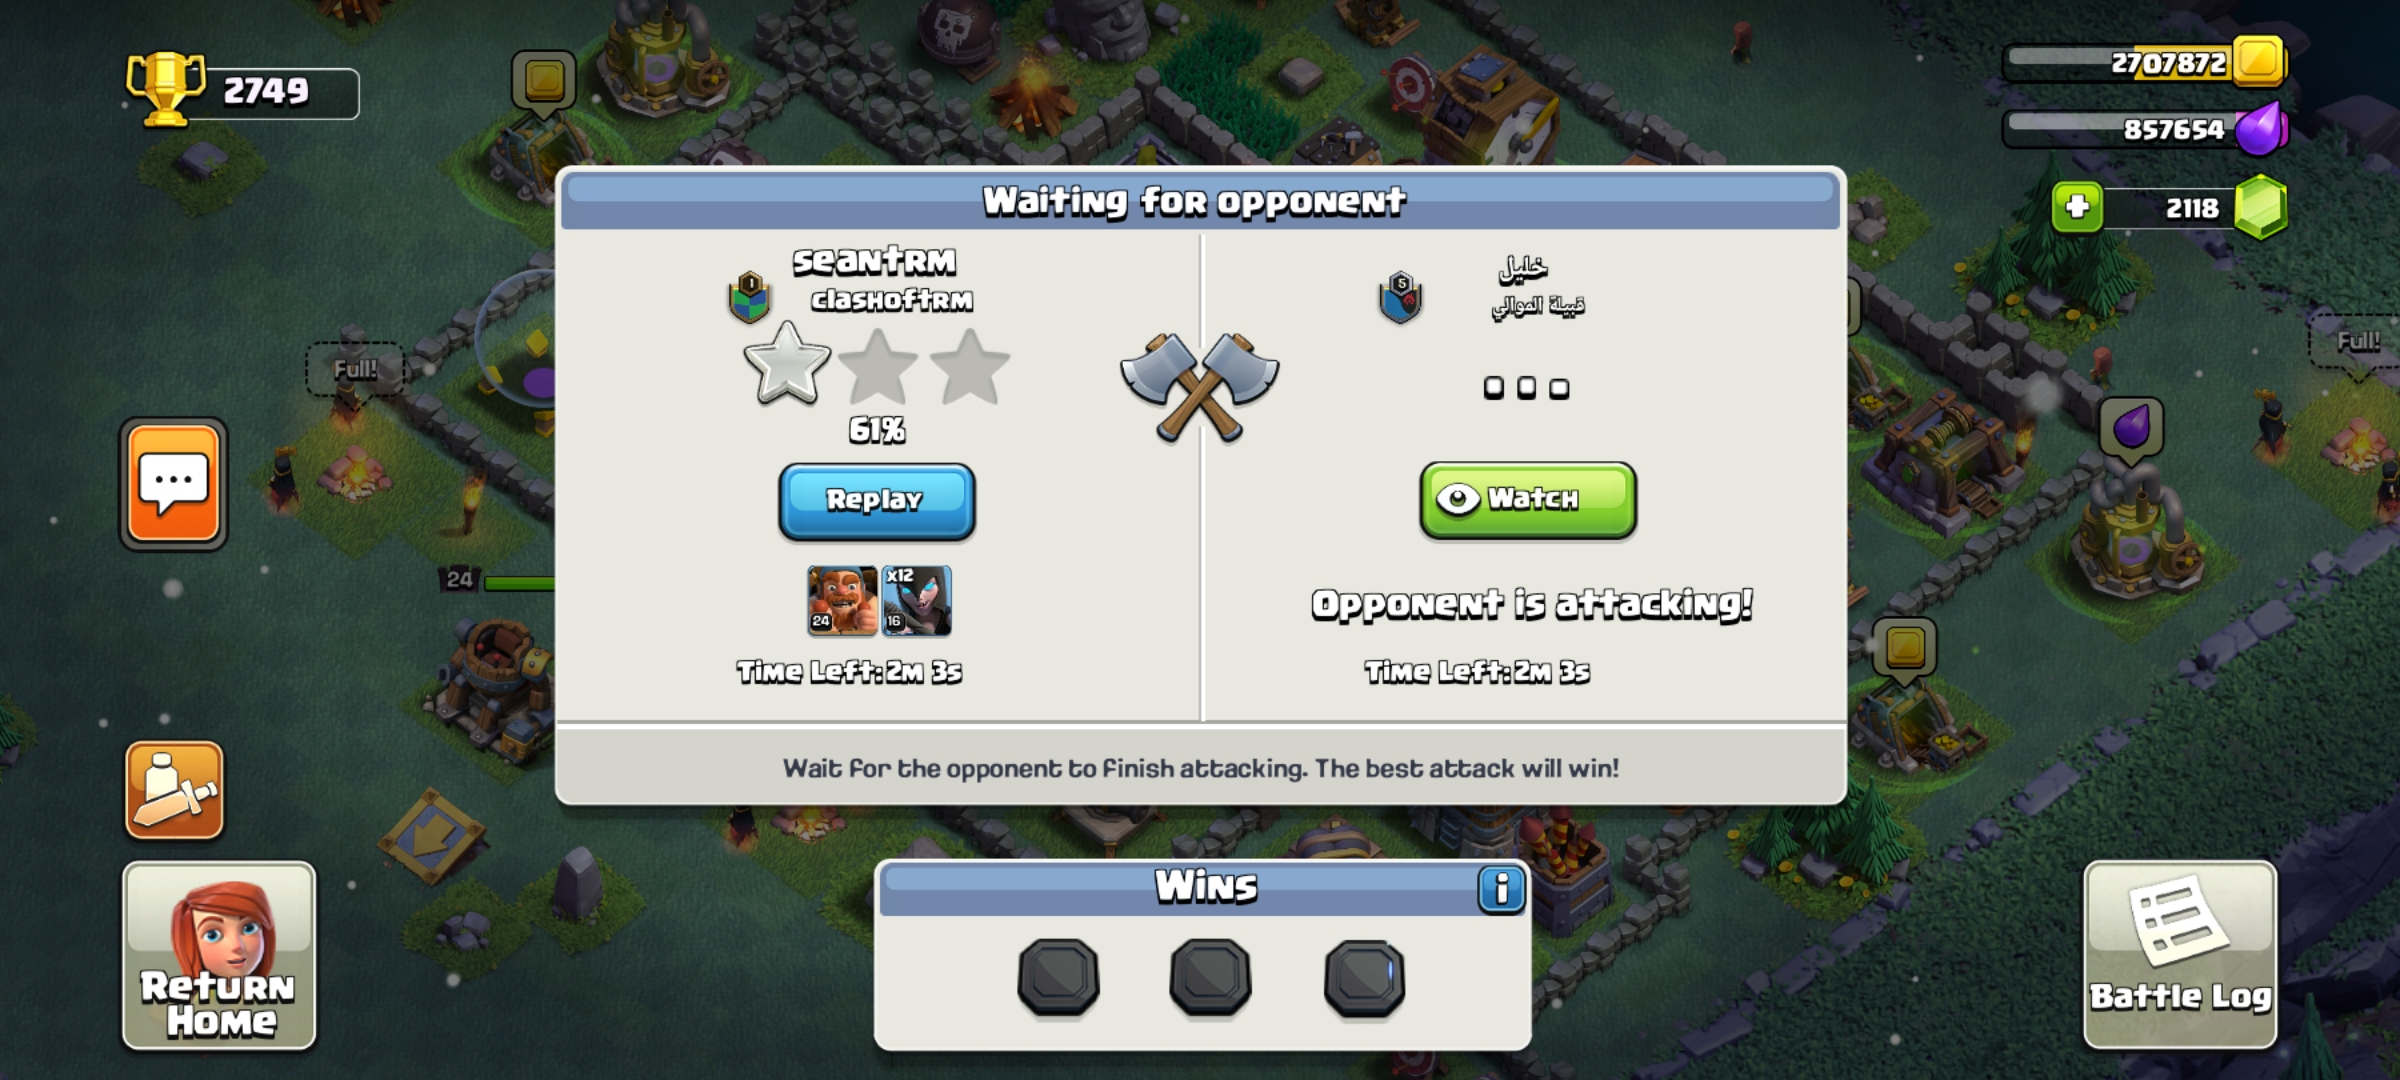 2749
2707872
857654
2118
Waiting for opponent
1
seantrm
clashoftrm
5
خليل
قبيلة الموالي
Full!
Full!
61%
Replay
Watch
24
x12
24
16
Opponent is attacking!
Time Left:2m 3s
Time Left:2m 3s
Wait for the opponent to finish attacking. The best attack will win!
Wins
i
Return
Home
Battle Log